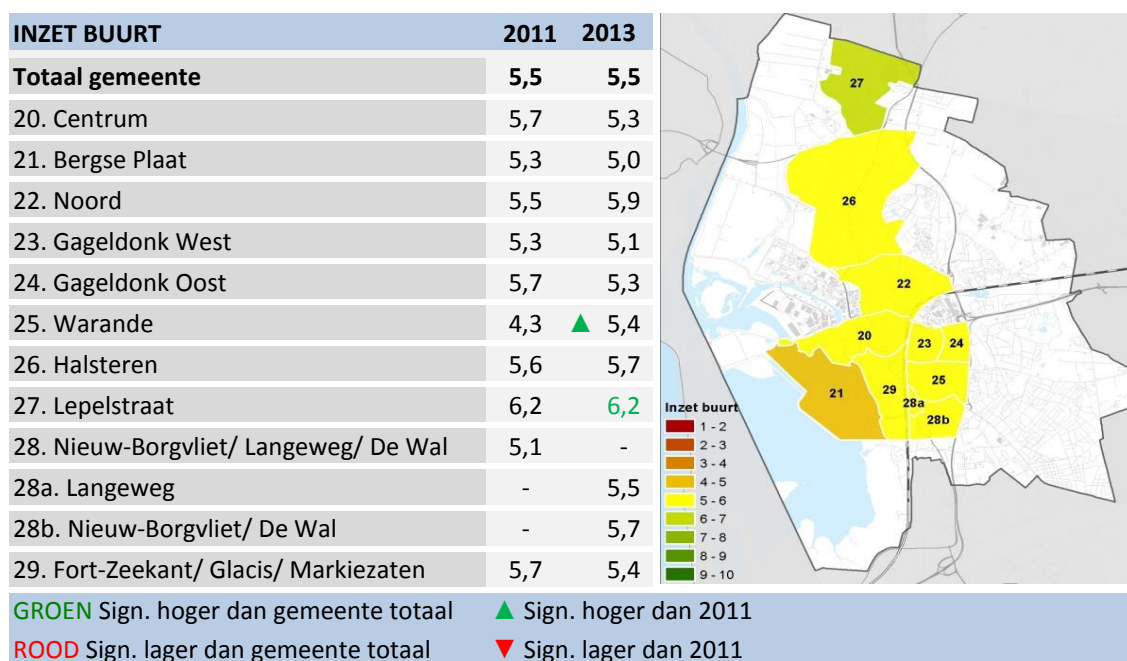 INZET BUURT 2011 2013
Totaal gemeente 5,5 5,5
20. Centrum 5,7 5,3
21. Bergse Plaat 5,3 5,0
22. Noord 5,5 5,9
23. Gageldonk West 5,3 5,1
24. Gageldonk Oost 5,7 5,3
25. Warande 4,3 ▲ 5,4
26. Halsteren 5,6 5,7
27. Lepelstraat 6,2 6,2
28. Nieuw-Borgvliet/ Langeweg/ De Wal 5,1 -
28a. Langeweg - 5,5
28b. Nieuw-Borgvliet/ De Wal - 5,7
29. Fort-Zeekant/ Glacis/ Markiezaten 5,7 5,4
GROEN Sign. hoger dan gemeente totaal ▲ Sign. hoger dan 2011
ROOD Sign. lager dan gemeente totaal ▼ Sign. lager dan 2011
27
26
22
20
23
24
25
21
29
28a
28b
Inzet buurt
1 - 2
2 - 3
3 - 4
4 - 5
5 - 6
6 - 7
7 - 8
8 - 9
9 - 10